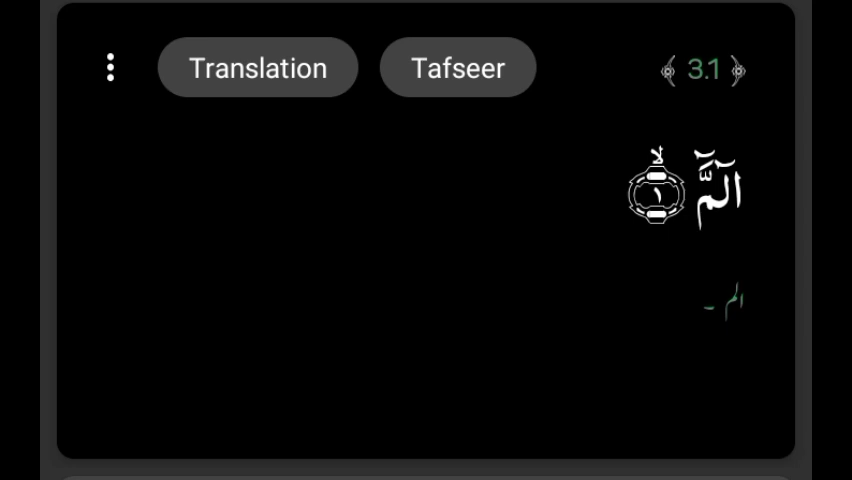 Translation Tafseer 3.1
الٓمَّٓ ۙ‏ ١
الم ۔